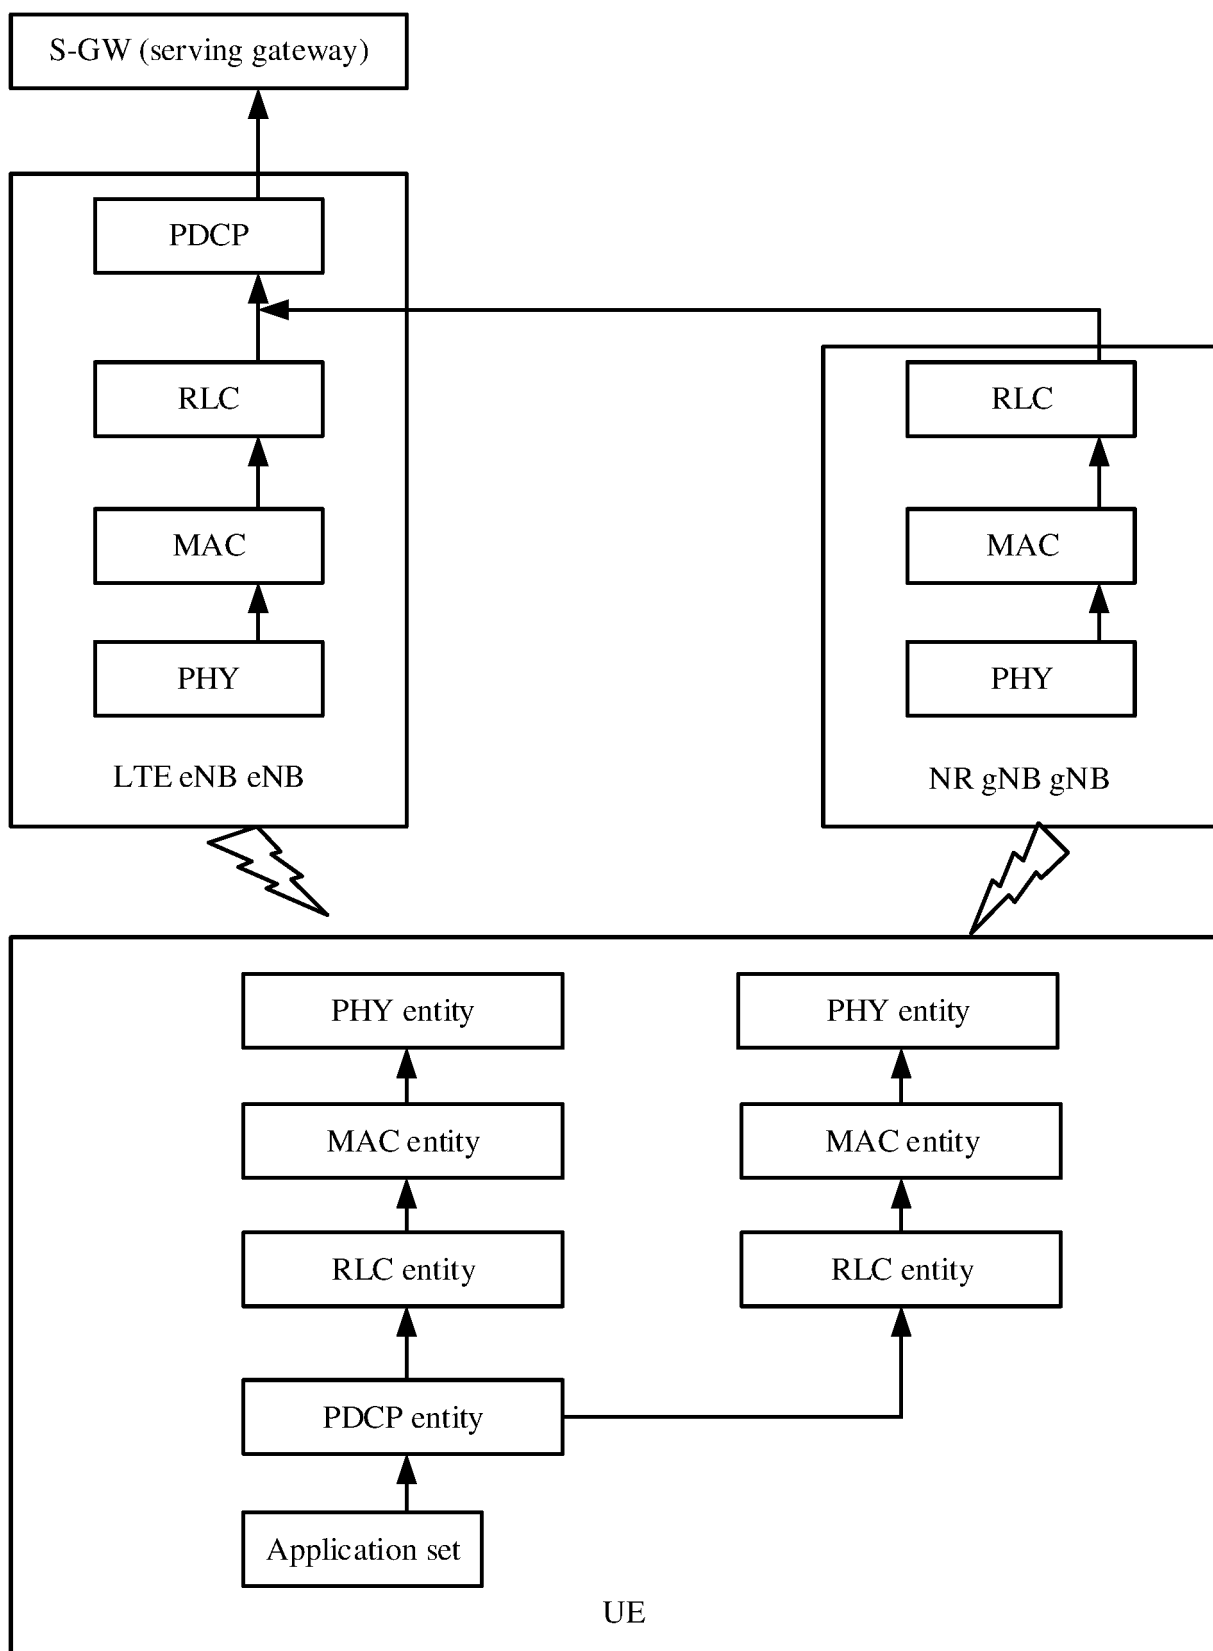 S-GW (serving gateway)
PDCP
RLC
MAC
PHY
LTE eNB eNB
RLC
MAC
PHY
NR gNB gNB
PHY entity
MAC entity
RLC entity
PDCP entity
Application set
PHY entity
MAC entity
RLC entity
UE